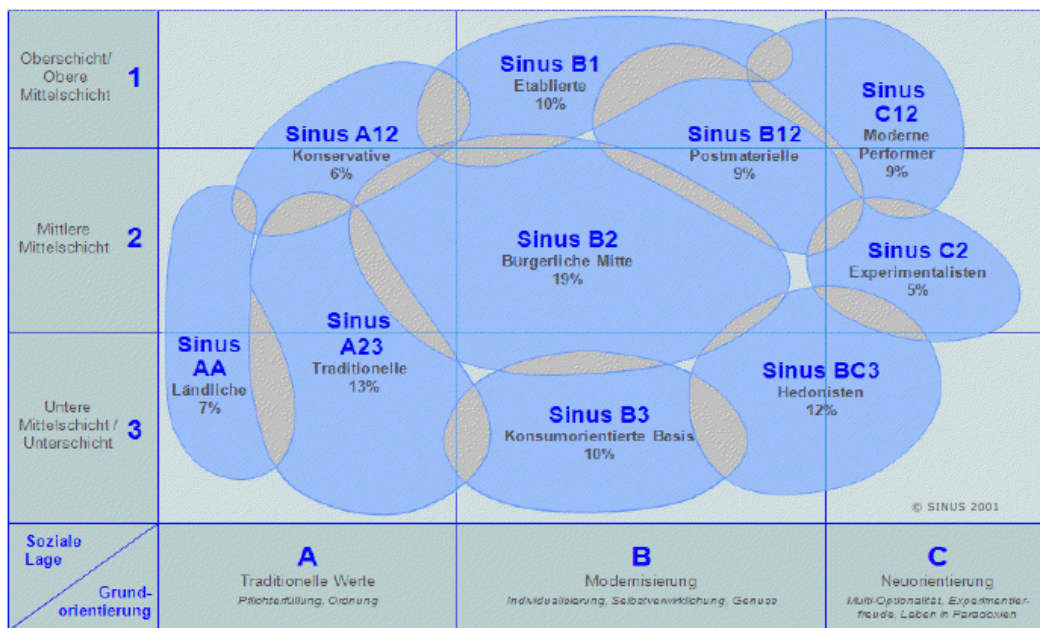 Oberschicht/
Obere
Mittelschicht
1
Mittlere
Mittelschicht
2
Untere
Mittelschicht /
Unterschicht
3
Sinus B1
Etablierte
10%
Sinus A12
Konservative
6%
Sinus B12
Postmaterielle
9%
Sinus
C12
Moderne
Performer
9%
Sinus B2
Bürgerliche Mitte
19%
Sinus C2
Experimentalisten
5%
Sinus
AA
Ländliche
7%
Sinus
A23
Traditionelle
13%
Sinus B3
Konsumorientierte Basis
10%
Sinus BC3
Hedonisten
12%
© SINUS 2001
Soziale
Lage
Grund-
orientierung
A
Traditionelle Werte
Pflichterfüllung, Ordnung
B
Modernisierung
Individualisierung, Selbstverwirklichung, Genuss
C
Neuorientierung
Multi-Optionalität, Experimentier-
freude, Leben in Paradoxien